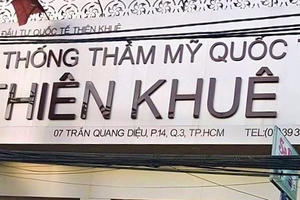 ĐẦU TƯ QUỐC TẾ THIÊN KHUÊ
THỐNG THẨM MỸ QUỐC
THIÊN KHUÊ
07 TRẦN QUANG DIỆU, P.14, Q.3, TP.HCM